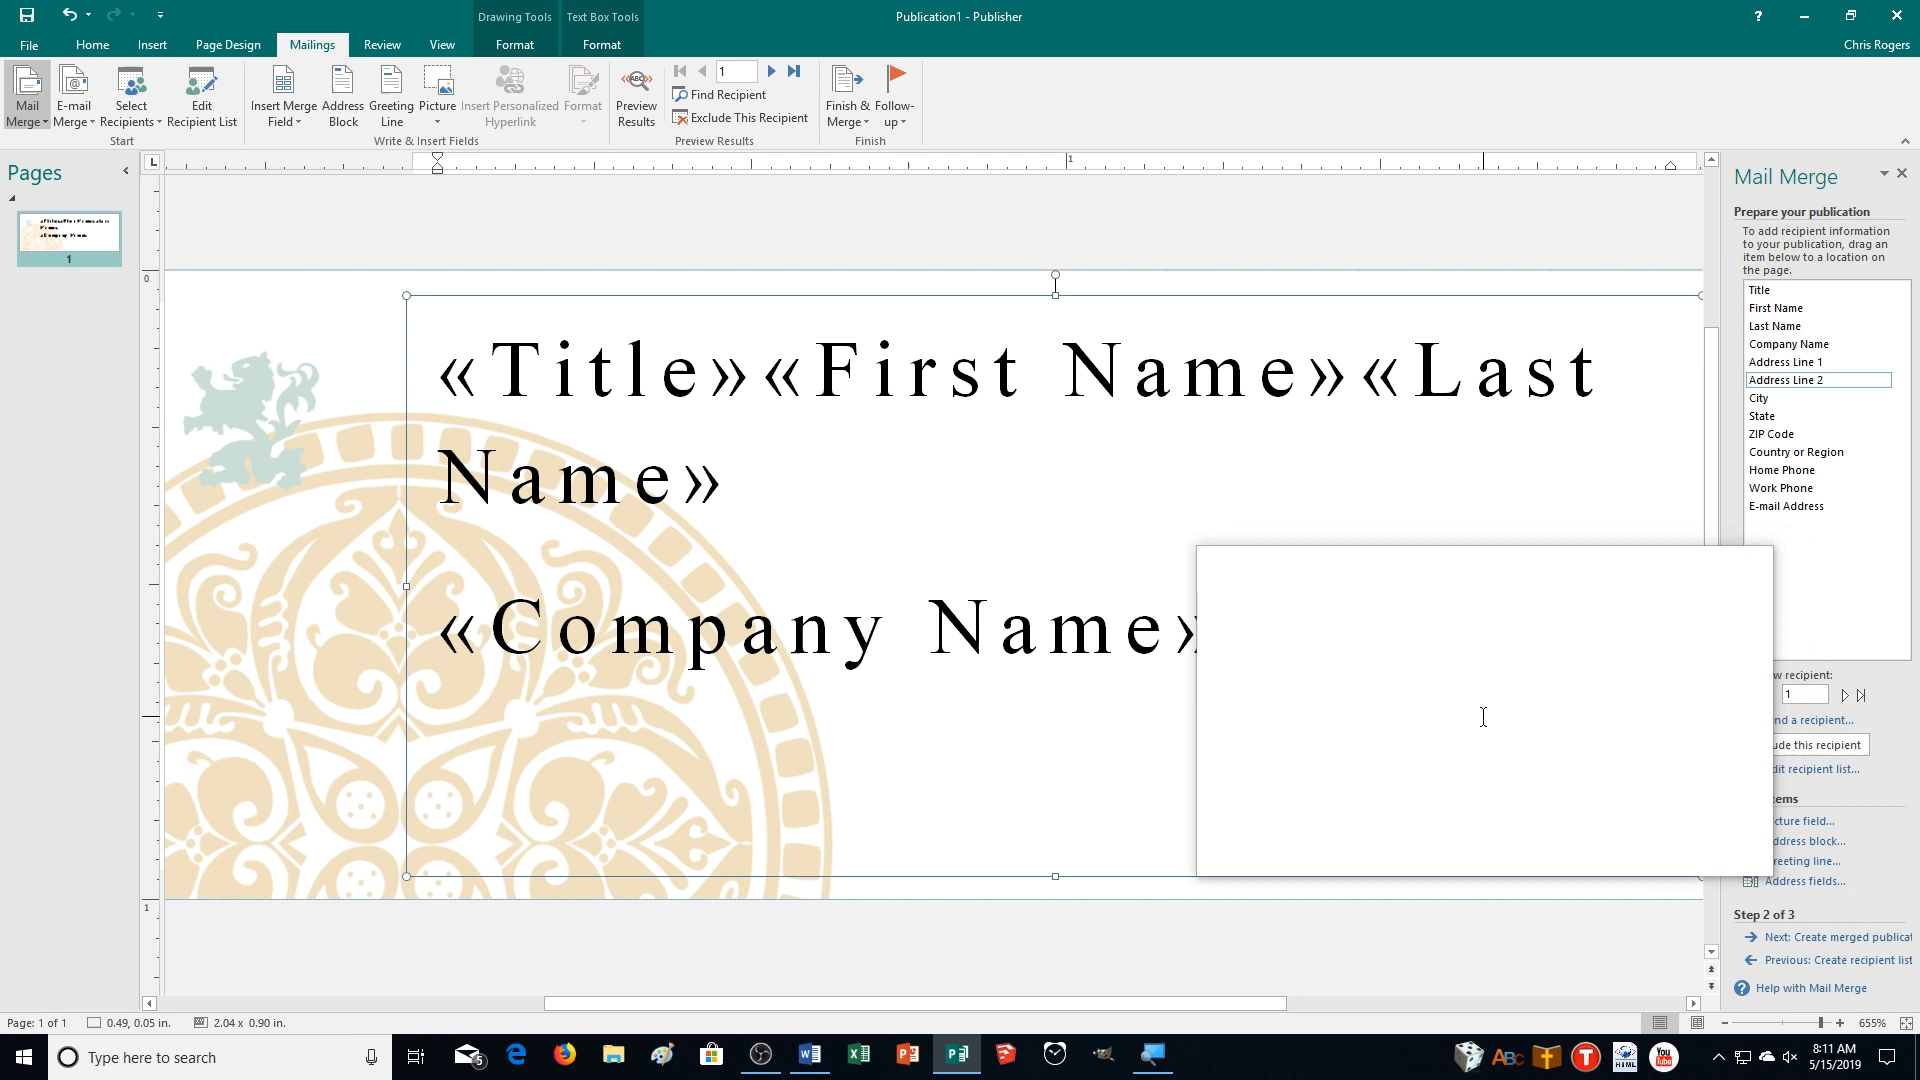 Drawing Tools
Text Box Tools
Publication1 - Publisher
?
File
Home
Insert
Page Design
Mailings
Review
View
Format
Format
Chris Rogers
Mail Merge
E-mail Merge
Select Recipients
Edit Recipient List
Start
Insert Merge Field
Address Block
Greeting Line
Picture
Insert Personalized Hyperlink
Format
Write & Insert Fields
Preview Results
1
Find Recipient
Exclude This Recipient
Preview Results
Finish & Merge
Follow-up
Finish
Pages
1
L
1
0
1
«Title»«First Name»«Last
Name»
«Company Name»
Mail Merge
Prepare your publication
To add recipient information
to your publication, drag an
item below to a location on
the page.
Title
First Name
Last Name
Company Name
Address Line 1
Address Line 2
City
State
ZIP Code
Country or Region
Home Phone
Work Phone
E-mail Address
w recipient:
1
nd a recipient...
ude this recipient
dit recipient list...
tems
cture field...
ddress block...
reeting line...
Address fields...
Step 2 of 3
Next: Create merged publicat
Previous: Create recipient list
Help with Mail Merge
Page: 1 of 1
0.49, 0.05 in.
2.04 x 0.90 in.
655%
Type here to search
5
ABC
HTML
You Tube
8:11 AM
5/15/2019